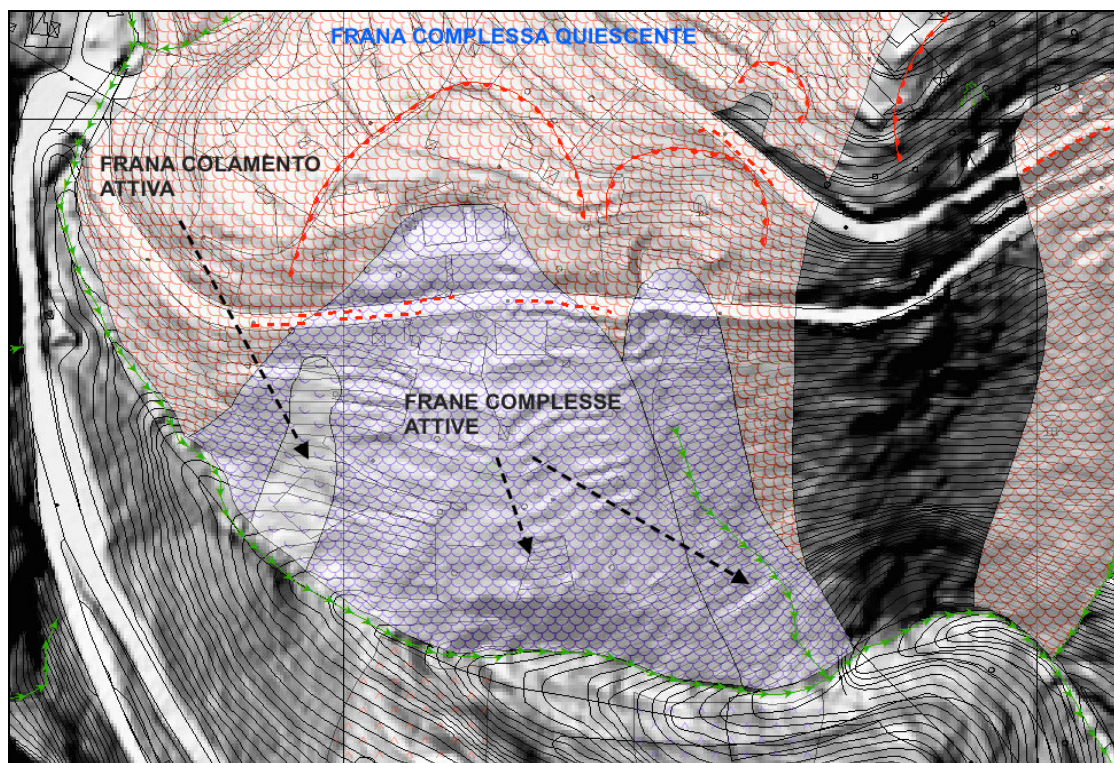 FRANA COMPLESSA QUIESCENTE
FRANA COLAMENTO
ATTIVA
FRANE COMPLESSE
ATTIVE